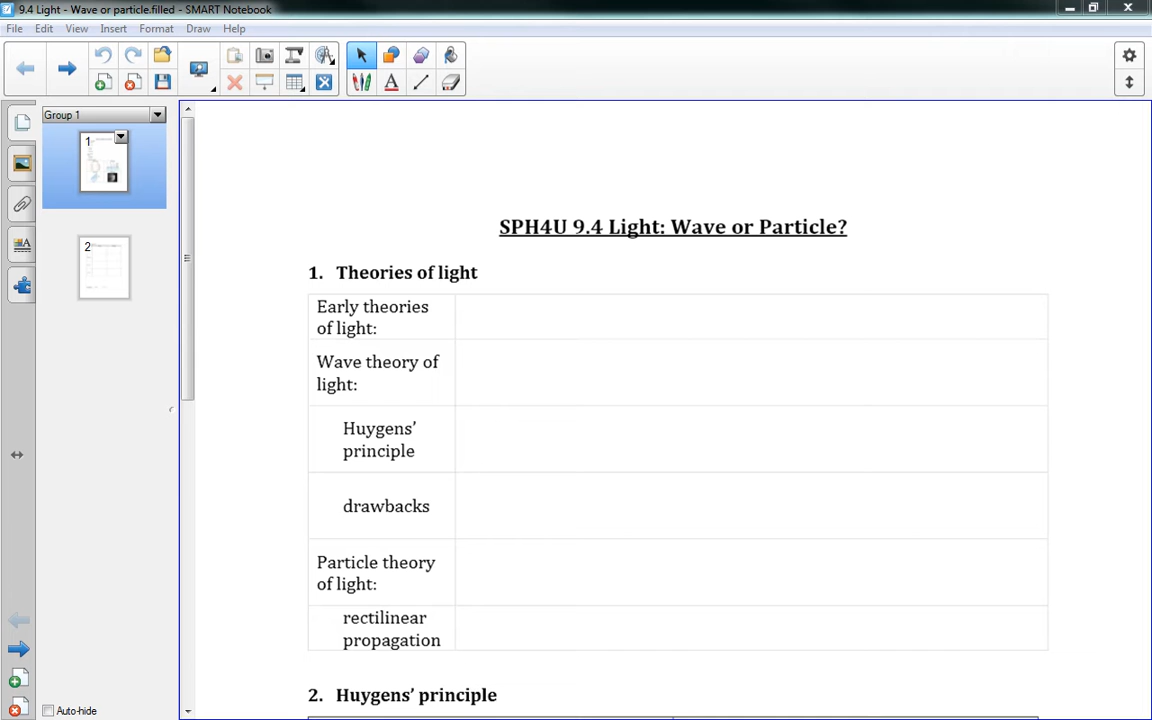 9.4 Light - Wave or particle.filled - SMART Notebook
File Edit View Insert Format Draw Help
Group 1
1
2
SPH4U 9.4 Light: Wave or Particle?
1. Theories of light
Early theories
of light:
Wave theory of
light:
Huygens’
principle
drawbacks
Particle theory
of light:
rectilinear
propagation
2. Huygens’ principle
Auto-hide